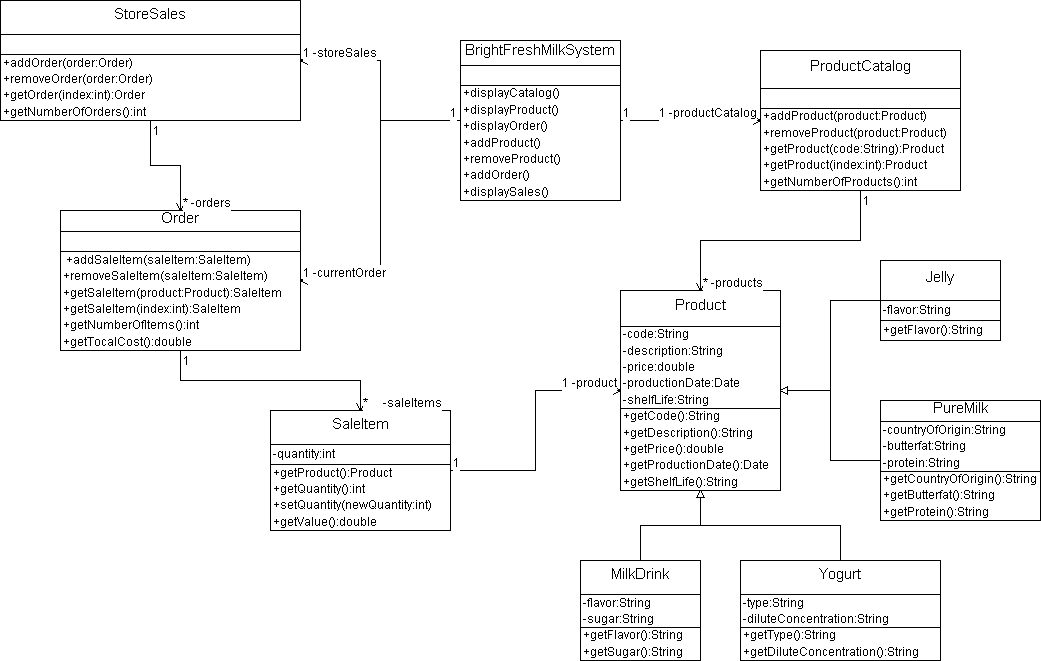 StoreSales
+addOrder(order:Order)
+removeOrder(order:Order)
+getOrder(index:int):Order
+getNumberOfOrders():int
1 -storeSales
1
BrightFreshMilkSystem
+displayCatalog()
+displayProduct()
+displayOrder()
+addProduct()
+removeProduct()
+addOrder()
+displaySales()
1
1
1 -productCatalog
ProductCatalog
+addProduct(product:Product)
+removeProduct(product:Product)
+getProduct(code:String):Product
+getProduct(index:int):Product
+getNumberOfProducts():int
1
* -orders
Order
+addSaleItem(saleItem:SaleItem)
+removeSaleItem(saleItem:SaleItem)
+getSaleItem(product:Product):SaleItem
+getSaleItem(index:int):SaleItem
+getNumberOfItems():int
+getTocalCost():double
1 -currentOrder
1
* -products
Product
-code:String
-description:String
-price:double
-productionDate:Date
-shelfLife:String
+getCode():String
+getDescription():String
+getPrice():double
+getProductionDate():Date
+getShelfLife():String
Jelly
-flavor:String
+getFlavor():String
* -saleItems
SaleItem
-quantity:int
+getProduct():Product
+getQuantity():int
+setQuantity(newQuantity:int)
+getValue():double
1
1 -product
PureMilk
-countryOfOrigin:String
-butterfat:String
-protein:String
+getCountryOfOrigin():String
+getButterfat():String
+getProtein():String
MilkDrink
-flavor:String
-sugar:String
+getFlavor():String
+getSugar():String
Yogurt
-type:String
-diluteConcentration:String
+getType():String
+getDiluteConcentration():String